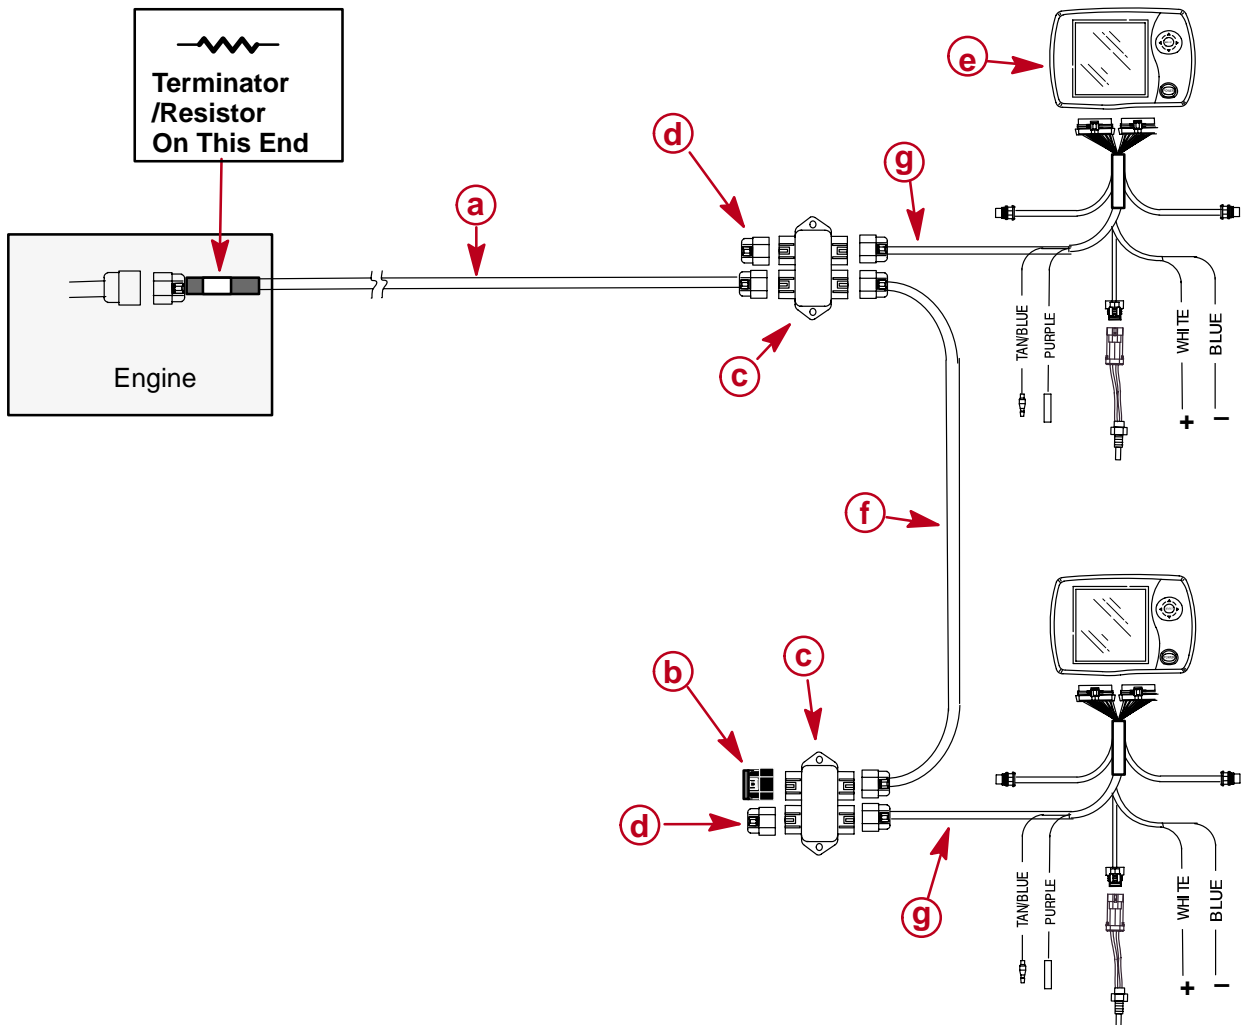 Terminator
/Resistor
On This End
e
d
g
a
Engine
c
TAN/BLUE
PURPLE
WHITE
BLUE
+
–
f
b
c
d
g
TAN/BLUE
PURPLE
WHITE
BLUE
+
–